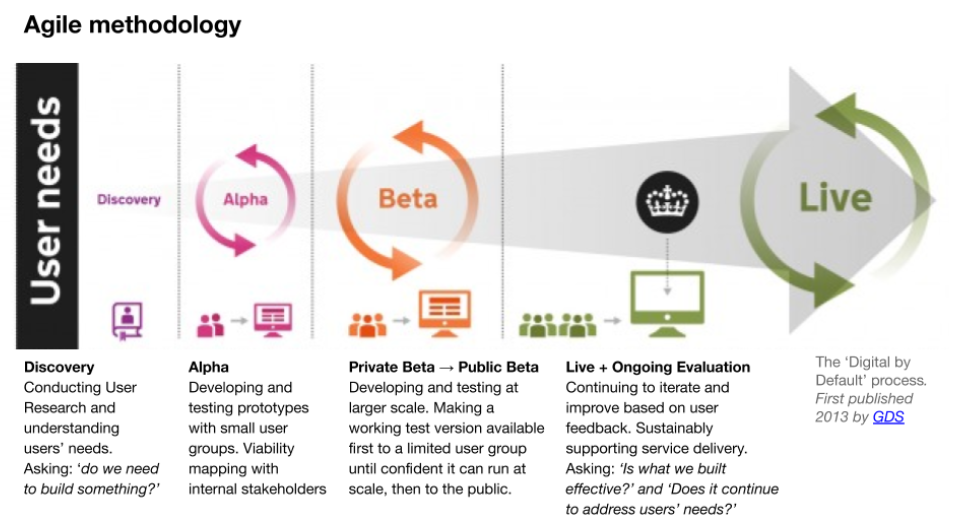 Agile methodology
User needs
Discovery
Alpha
Beta
Live
Discovery
Conducting User
Research and
understanding
users’ needs.
Asking: ‘do we need
to build something?’
Alpha
Developing and
testing prototypes
with small user
groups. Viability
mapping with
internal stakeholders
Private Beta → Public Beta
Developing and testing at
larger scale. Making a
working test version available
first to a limited user group
until confident it can run at
scale, then to the public.
Live + Ongoing Evaluation
Continuing to iterate and
improve based on user
feedback. Sustainably
supporting service delivery.
Asking: ‘Is what we built
effective?’ and ‘Does it continue
to address users’ needs?’
The ‘Digital by
Default’ process.
First published
2013 by GDS